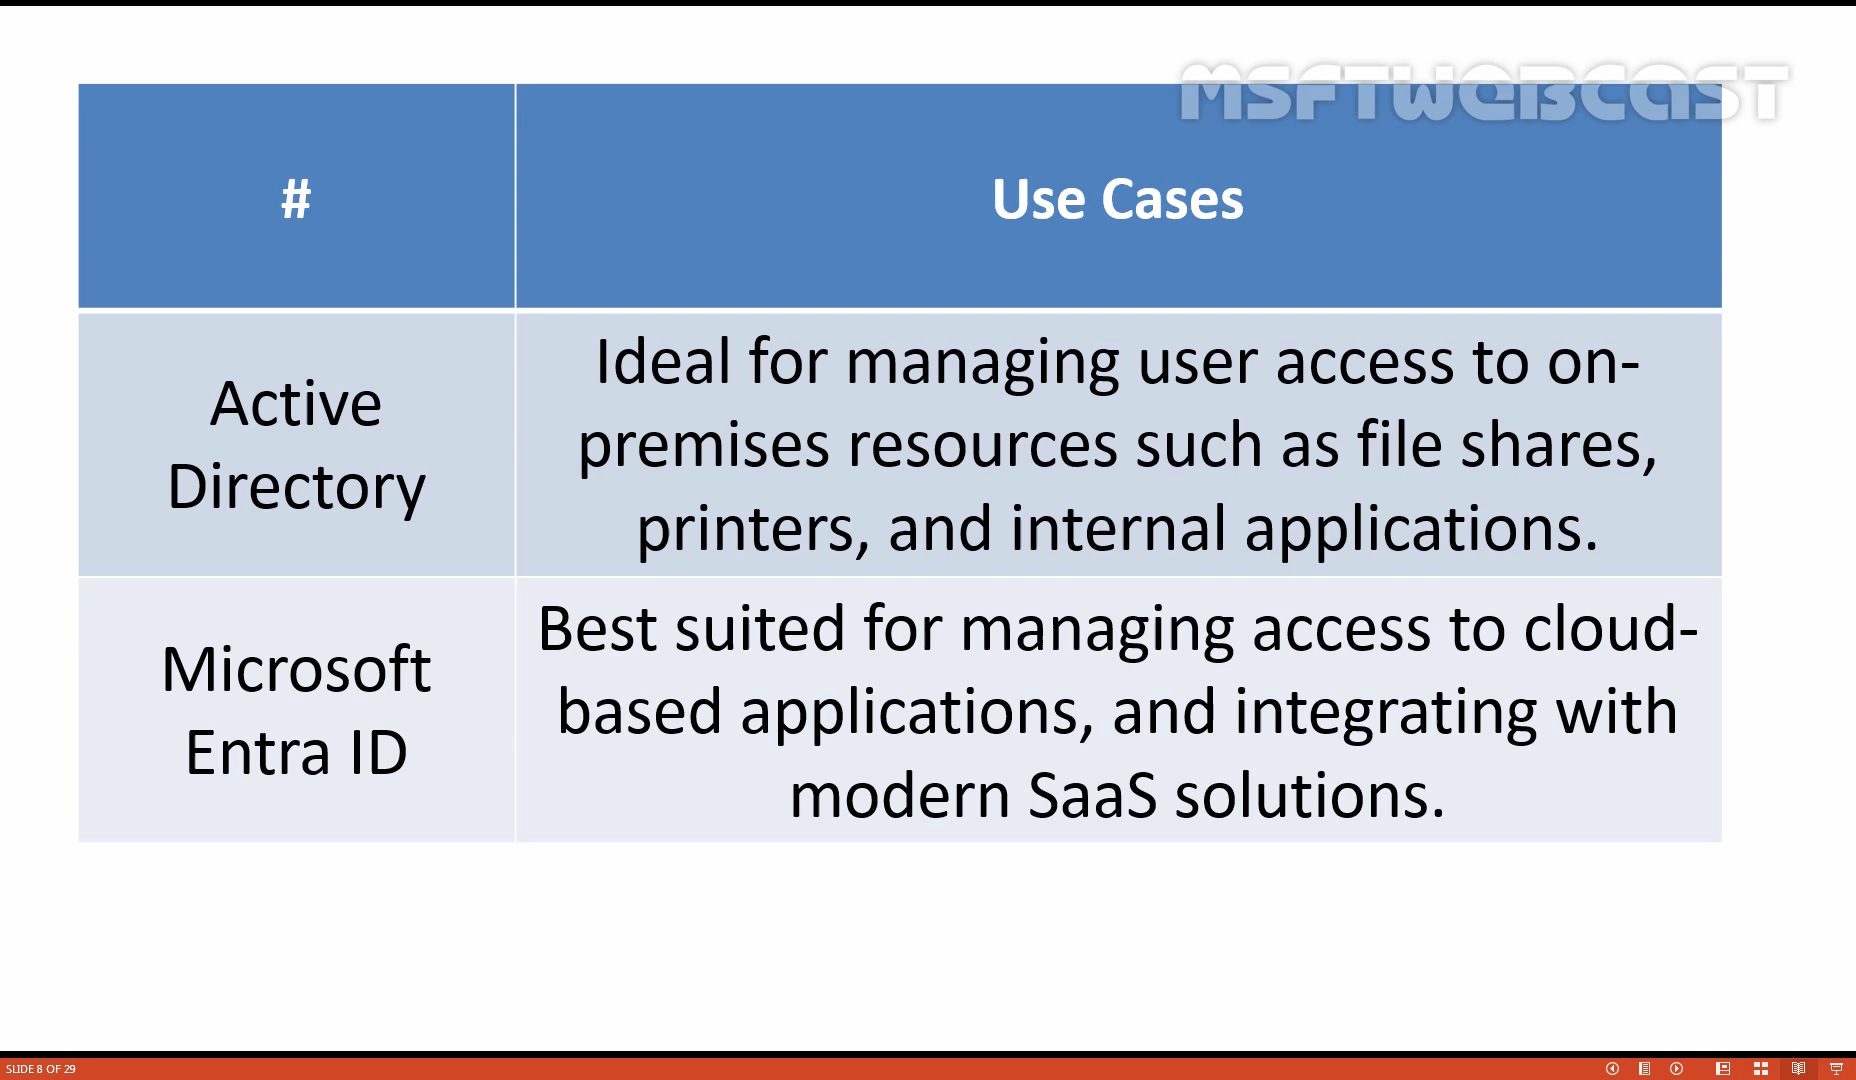 MSFTWEBCAST
#
Use Cases
Active
Directory
Ideal for managing user access to on-
premises resources such as file shares,
printers, and internal applications.
Microsoft
Entra ID
Best suited for managing access to cloud-
based applications, and integrating with
modern SaaS solutions.
SLIDE 8 OF 29